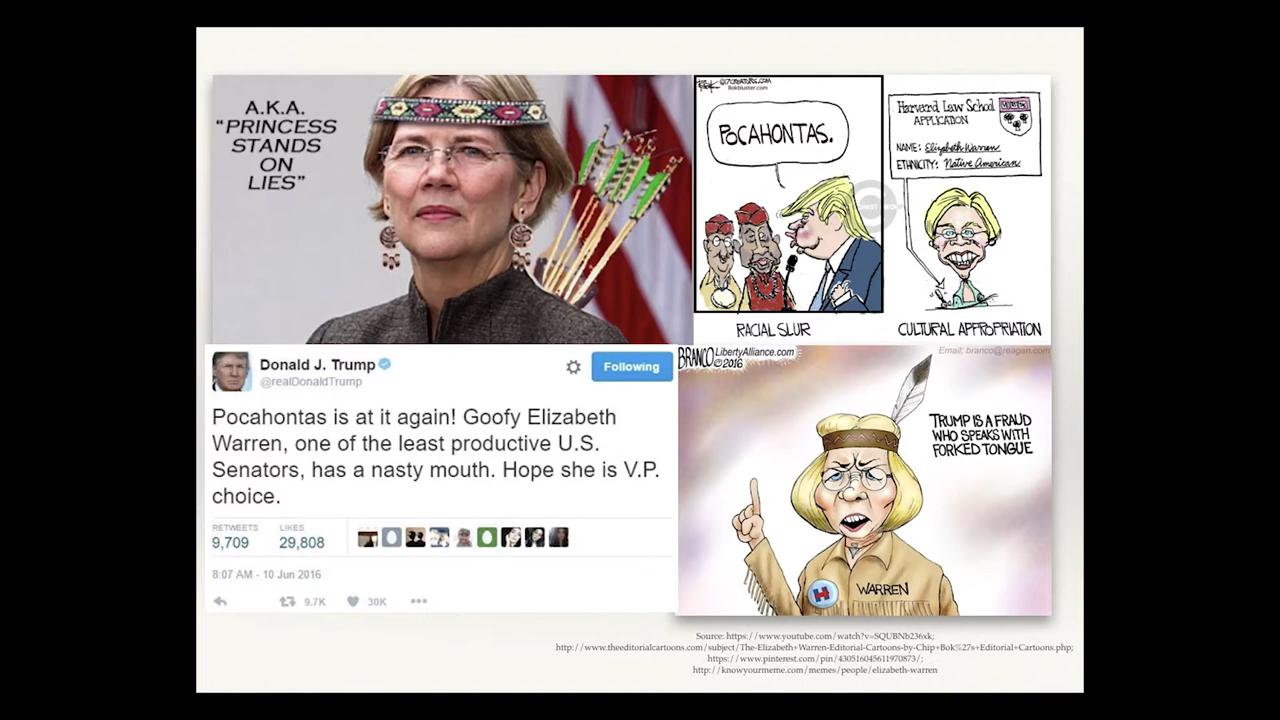 A.K.A.
"PRINCESS
STANDS
ON
LIES"
Bokbluster.com
POCAHONTAS.
RACIAL SLUR
Harvard Law School
APPLICATION
NAME: Elizabeth Warren
ETHNICITY: Native American
CULTURAL APPROPRIATION
Donald J. Trump
@realDonaldTrump
Following
Pocahontas is at it again! Goofy Elizabeth
Warren, one of the least productive U.S.
Senators, has a nasty mouth. Hope she is V.P.
choice.
RETWEETS LIKES
9,709 29,808
8:07 AM - 10 Jun 2016
9.7K 30K
BRANCO LibertyAlliance.com
©2016
Email; branco@reagan.com
TRUMP IS A FRAUD
WHO SPEAKS WITH
FORKED TONGUE
H
WARREN
Source: https://www.youtube.com/watch?v=SQUBNb236xk;
http://www.theeditorialcartoons.com/subject/The-Elizabeth+Warren-Editorial-Cartoons-by-Chip+Bok%27s+Editorial+Cartoons.php;
https://www.pinterest.com/pin/430516045611970873/;
http://knowyourmeme.com/memes/people/elizabeth-warren